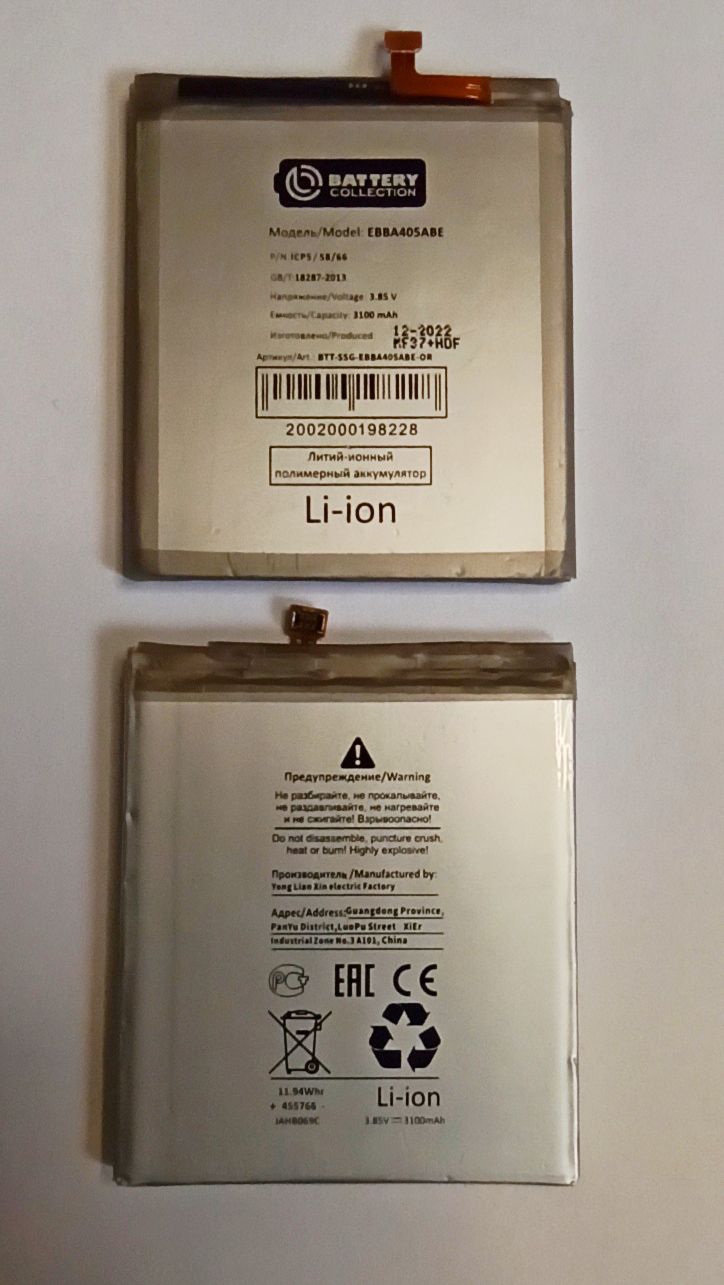 BATTERY
COLLECTION
Модель/Model: EBBA405ABE
P/N ICP5/58/66
GB/T 18287-2013
Напряжение/Voltage: 3.85 V
Емкость/Capacity: 3100 mAh
Изготовлено/Produced 12-2022
MF37+HDF
Артикул/Art.: BTT-SSG-EBBA405ABE-OR
2002000198228
Литий-ионный
полимерный аккумулятор
Li-ion
Предупреждение/Warning
Не разбирайте, не прокалывайте,
не раздавливайте, не нагревайте
и не сжигайте! Взрывоопасно!
Do not disassemble, puncture crush,
heat or burn! Highly explosive!
Производитель /Manufactured by:
Yong Lian Xin electric Factory
Адрес/Address:Guangdong Province,
PanYu District,LuoPu Street XiEr
Industrial Zone No.3 A101, China
РСТ EAC CE
11.94Whr
+ 455766 -
JAHB069C
Li-ion
3.85V⎓3100mAh